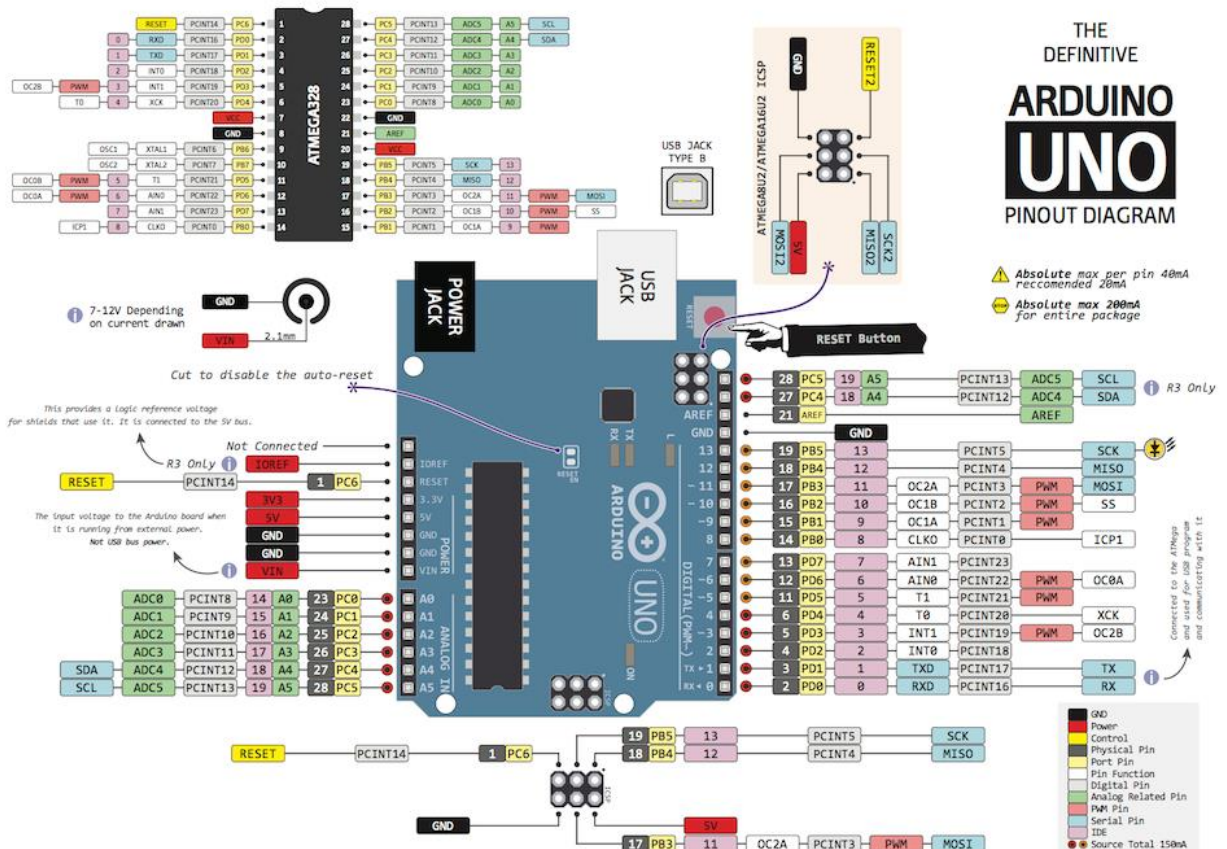 THE
DEFINITIVE
ARDUINO
UNO
PINOUT DIAGRAM
Absolute max per pin 40mA
reccomended 20mA
STOP Absolute max 200mA
for entire package
ATMEGA328
RESET PCINT14 PC6 1
0 RXD PCINT16 PD0 2
1 TXD PCINT17 PD1 3
2 INT0 PCINT18 PD2 4
OC2B PWM 3 INT1 PCINT19 PD3 5
T0 4 XCK PCINT20 PD4 6
VCC 7
GND 8
OSC1 XTAL1 PCINT6 PB6 9
OSC2 XTAL2 PCINT7 PB7 10
OC0B PWM 5 T1 PCINT21 PD5 11
OC0A PWM 6 AIN0 PCINT22 PD6 12
7 AIN1 PCINT23 PD7 13
ICP1 8 CLKO PCINT0 PB0 14
28 PC5 PCINT13 ADC5 A5 SCL
27 PC4 PCINT12 ADC4 A4 SDA
26 PC3 PCINT11 ADC3 A3
25 PC2 PCINT10 ADC2 A2
24 PC1 PCINT9 ADC1 A1
23 PC0 PCINT8 ADC0 A0
22 GND
21 AREF
20 VCC
19 PB5 PCINT5 SCK 13
18 PB4 PCINT4 MISO 12
17 PB3 PCINT3 OC2A 11 PWM MOSI
16 PB2 PCINT2 OC1B 10 PWM SS
15 PB1 PCINT1 OC1A 9 PWM
USB JACK
TYPE B
ATMEGA8U2/ATMEGA16U2 ICSP
GND
RESET2
MOSI2
5V
MISO2
SCK2
7-12V Depending
on current drawn
GND
VIN
2.1mm
POWER
JACK
USB
JACK
RESET
RESET Button
Cut to disable the auto-reset
This provides a logic reference voltage
for shields that use it. It is connected to the 5V bus.
Not Connected
R3 Only IOREF
RESET PCINT14 1 PC6
3V3
5V
GND
GND
VIN
The input voltage to the Arduino board when
it is running from external power.
Not USB bus power.
ADC0 PCINT8 14 A0 23 PC0
ADC1 PCINT9 15 A1 24 PC1
ADC2 PCINT10 16 A2 25 PC2
ADC3 PCINT11 17 A3 26 PC3
SDA ADC4 PCINT12 18 A4 27 PC4
SCL ADC5 PCINT13 19 A5 28 PC5
IOREF
RESET
3.3V
5V
GND
GND
VIN
POWER
A0
A1
A2
A3
A4
A5
ANALOG IN
RX
TX
L
RESET
EN
ARDUINO
UNO
ON
ICSP
AREF
GND
13
12
~11
~10
~9
8
7
~6
~5
4
~3
2
TX ▸ 1
RX ◂ 0
DIGITAL(PWM~)
28 PC5 19 A5 PCINT13 ADC5 SCL
27 PC4 18 A4 PCINT12 ADC4 SDA
R3 Only
21 AREF AREF
GND
19 PB5 13 PCINT5 SCK
18 PB4 12 PCINT4 MISO
17 PB3 11 OC2A PCINT3 PWM MOSI
16 PB2 10 OC1B PCINT2 PWM SS
15 PB1 9 OC1A PCINT1 PWM
14 PB0 8 CLKO PCINT0 ICP1
13 PD7 7 AIN1 PCINT23
12 PD6 6 AIN0 PCINT22 PWM OC0A
11 PD5 5 T1 PCINT21 PWM
6 PD4 4 T0 PCINT20 XCK
5 PD3 3 INT1 PCINT19 PWM OC2B
4 PD2 2 INT0 PCINT18
3 PD1 1 TXD PCINT17 TX
2 PD0 0 RXD PCINT16 RX
Connected to the ATMega
and used for USB program
and communicating with it
RESET PCINT14 1 PC6
GND
ICSP
19 PB5 13 PCINT5 SCK
18 PB4 12 PCINT4 MISO
5V
17 PB3 11 OC2A PCINT3 PWM MOSI
GND
Power
Control
Physical Pin
Port Pin
Pin Function
Digital Pin
Analog Related Pin
PWM Pin
Serial Pin
IDE
Source Total 150mA